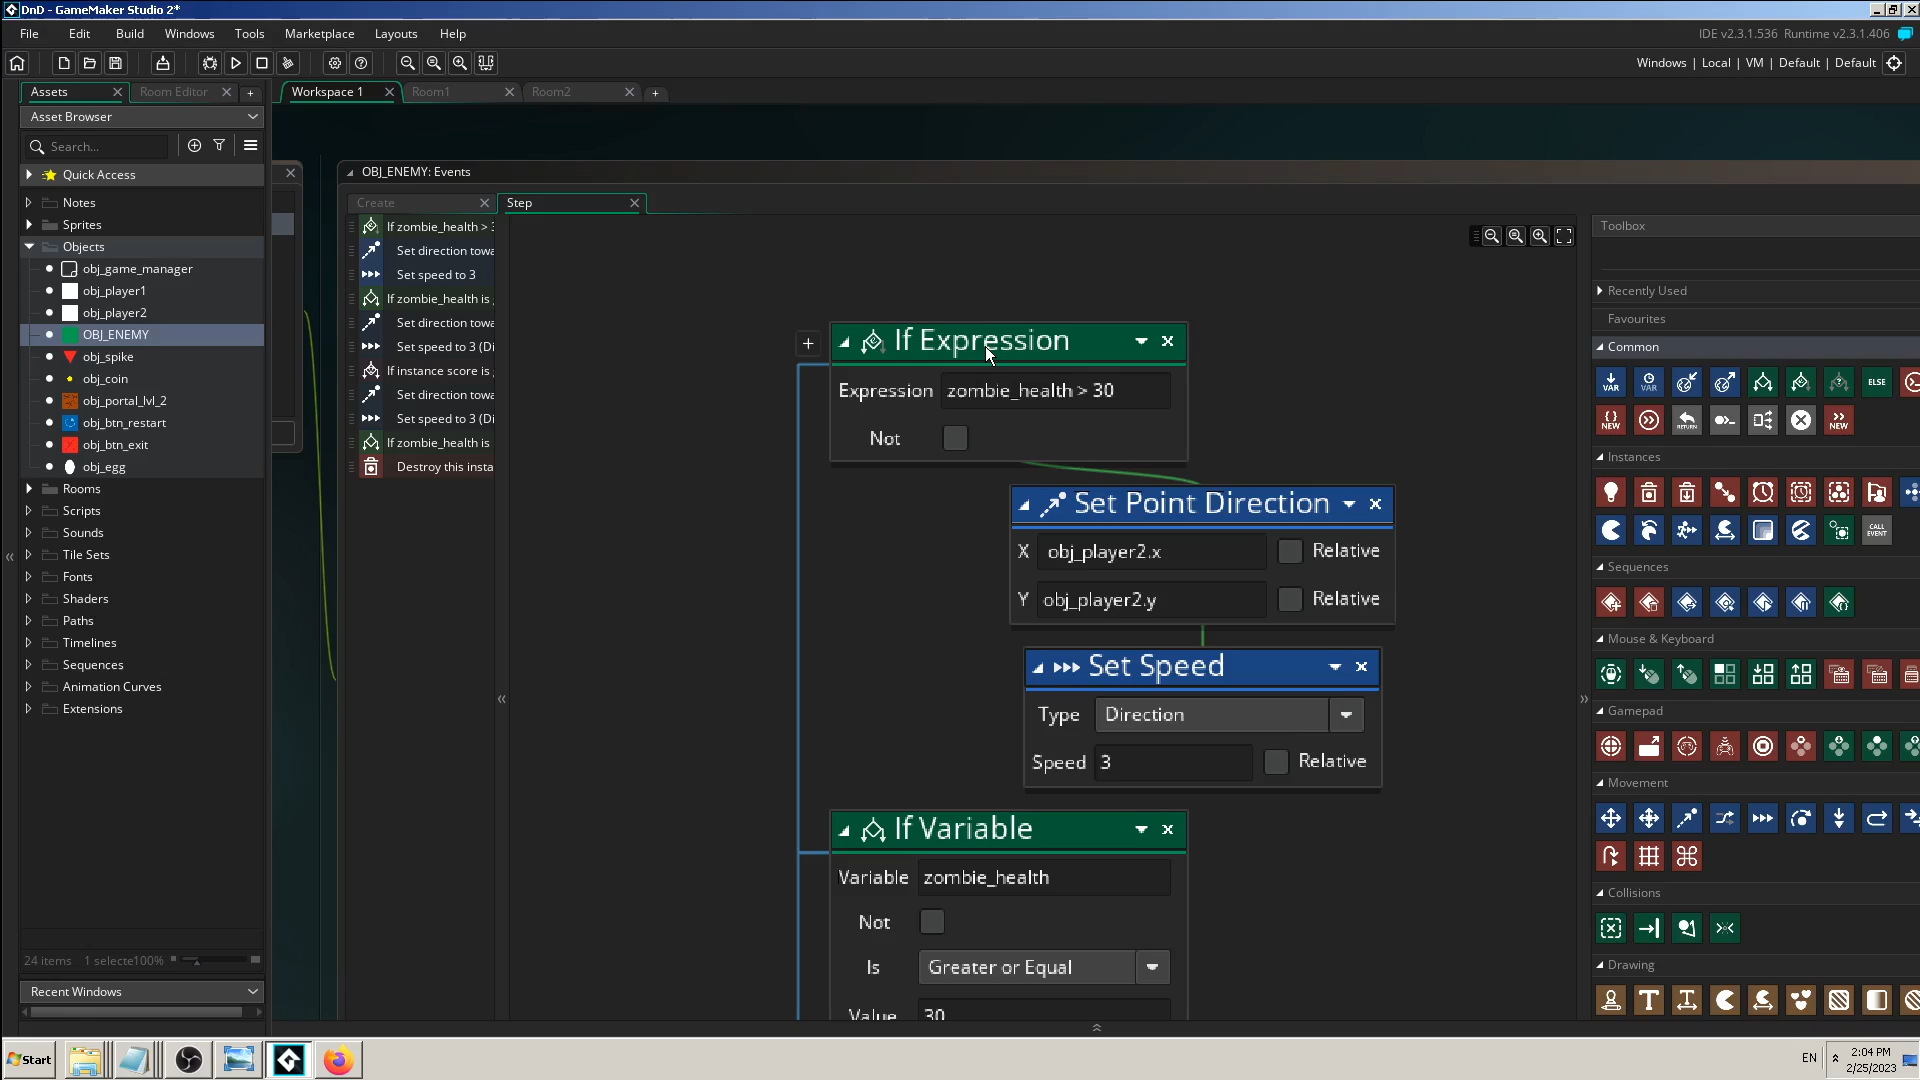 DnD - GameMaker Studio 2*
File Edit Build Windows Tools Marketplace Layouts Help
IDE v2.3.1.536 Runtime v2.3.1.406
Windows | Local | VM | Default | Default
Assets
Room Editor
Workspace 1
Room1
Room2
Asset Browser
Search...
Quick Access
Notes
Sprites
Objects
obj_game_manager
obj_player1
obj_player2
OBJ_ENEMY
obj_spike
obj_coin
obj_portal_lvl_2
obj_btn_restart
obj_btn_exit
obj_egg
Rooms
Scripts
Sounds
Tile Sets
Fonts
Shaders
Paths
Timelines
Sequences
Animation Curves
Extensions
24 items 1 selecte100%
Recent Windows
OBJ_ENEMY: Events
Create
Step
If zombie_health > 3
Set direction towa
Set speed to 3
If zombie_health is
Set direction towa
Set speed to 3 (Di
If instance score is
Set direction towa
Set speed to 3 (Di
If zombie_health is
Destroy this insta
If Expression
Expression zombie_health > 30
Not
Set Point Direction
X obj_player2.x Relative
Y obj_player2.y Relative
Set Speed
Type Direction
Speed 3 Relative
If Variable
Variable zombie_health
Not
Is Greater or Equal
Value 30
Toolbox
Recently Used
Favourites
Common
VAR
VAR
ELSE
NEW
RETURN
NEW
Instances
CALL
EVENT
Sequences
Mouse & Keyboard
Gamepad
Movement
Collisions
Drawing
Start
EN
2:04 PM
2/25/2023